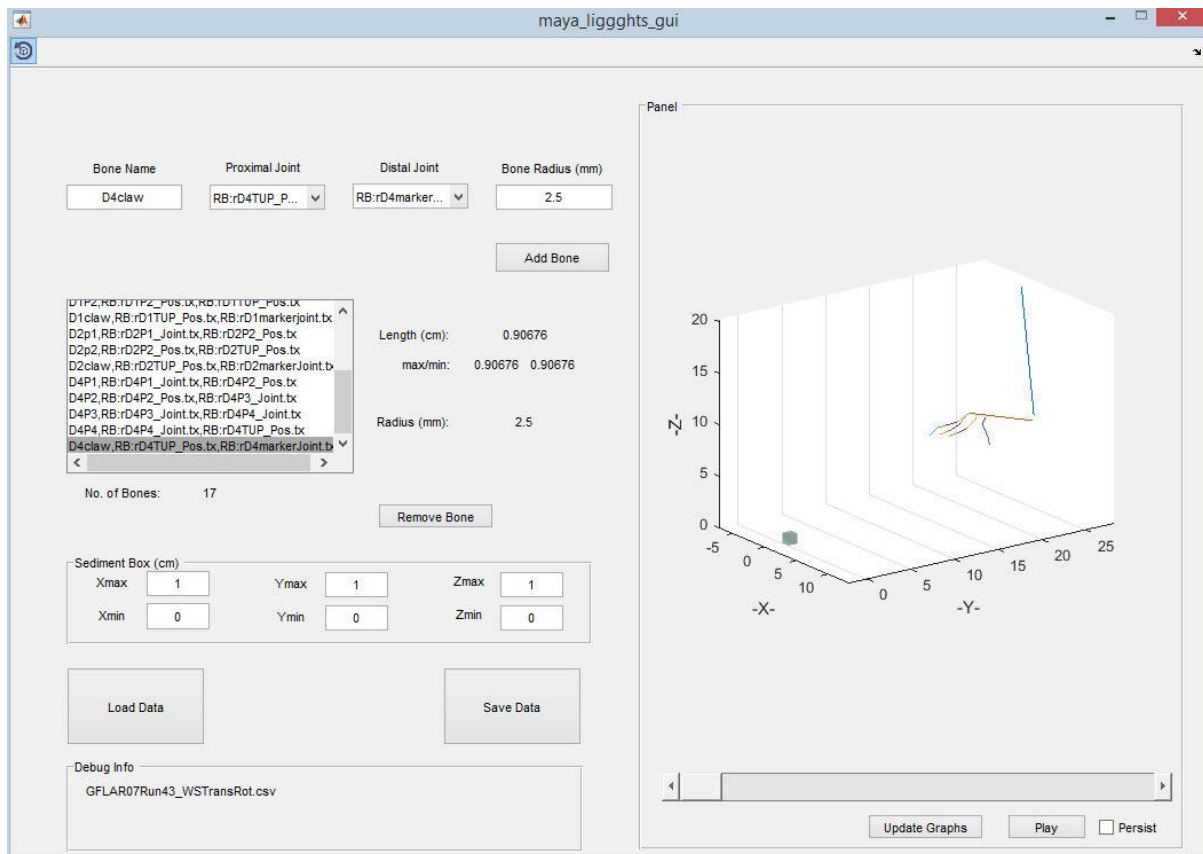 maya_liggghts_gui
Panel
Bone Name Proximal Joint Distal Joint Bone Radius (mm)
D4claw RB:rD4TUP_P... RB:rD4marker... 2.5
Add Bone
D1P2,RB:rD1P2_Pos.tx,RB:rD1TUP_Pos.tx
D1claw,RB:rD1TUP_Pos.tx,RB:rD1markerjoint.tx
D2p1,RB:rD2P1_Joint.tx,RB:rD2P2_Pos.tx
D2p2,RB:rD2P2_Pos.tx,RB:rD2TUP_Pos.tx
D2claw,RB:rD2TUP_Pos.tx,RB:rD2markerJoint.tx
D4P1,RB:rD4P1_Joint.tx,RB:rD4P2_Pos.tx
D4P2,RB:rD4P2_Pos.tx,RB:rD4P3_Joint.tx
D4P3,RB:rD4P3_Joint.tx,RB:rD4P4_Joint.tx
D4P4,RB:rD4P4_Joint.tx,RB:rD4TUP_Pos.tx
D4claw,RB:rD4TUP_Pos.tx,RB:rD4markerJoint.tx
Length (cm): 0.90676
max/min: 0.90676 0.90676
Radius (mm): 2.5
No. of Bones: 17
Remove Bone
Sediment Box (cm)
Xmax 1 Ymax 1 Zmax 1
Xmin 0 Ymin 0 Zmin 0
Load Data Save Data
Debug Info
GFLAR07Run43_WSTransRot.csv
20
15
10
5
0
-Z-
-5 0 5 10
-X-
0 5 10 15 20 25
-Y-
Update Graphs Play Persist